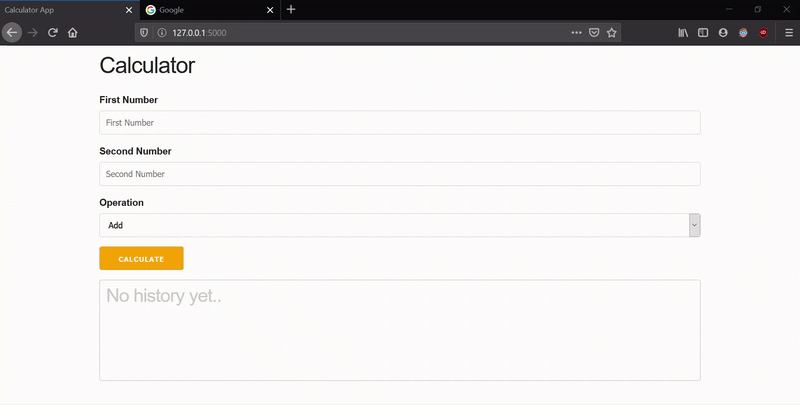 Calculator App
Google
127.0.0.1:5000
Calculator
First Number
First Number
Second Number
Second Number
Operation
Add
CALCULATE
No history yet..